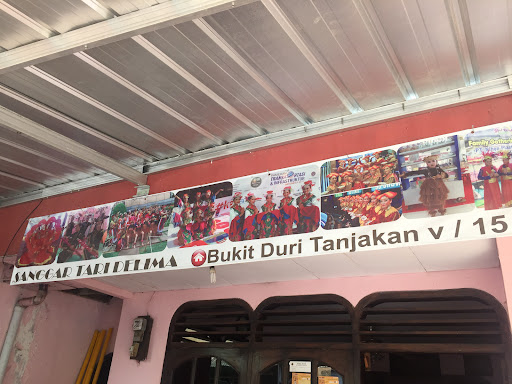 SANGGAR TARI DELIMA
Bukit Duri Tanjakan v / 15